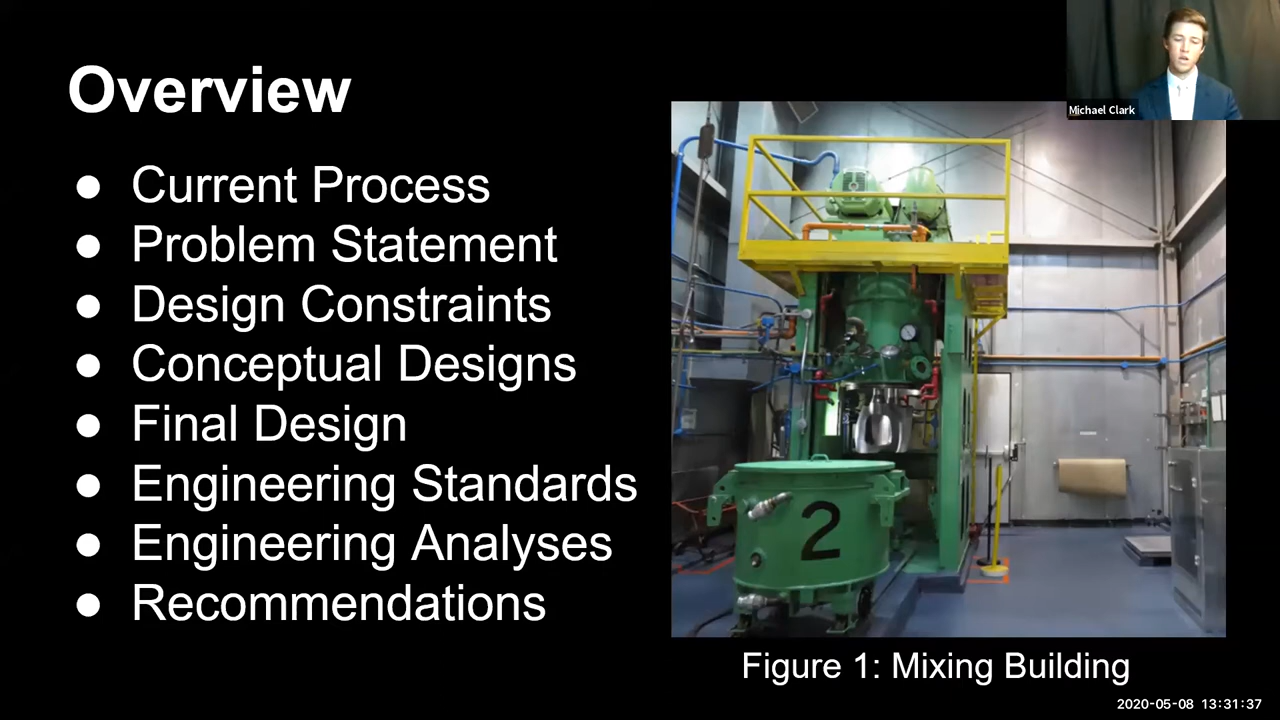 Overview
● Current Process
● Problem Statement
● Design Constraints
● Conceptual Designs
● Final Design
● Engineering Standards
● Engineering Analyses
● Recommendations
Michael Clark
2
Figure 1: Mixing Building
2020-05-08 13:31:37